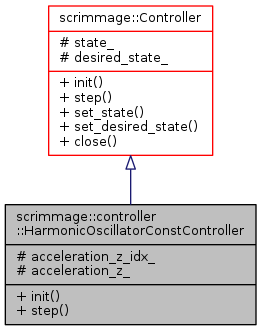 scrimmage::Controller
# state_
# desired_state_
+ init()
+ step()
+ set_state()
+ set_desired_state()
+ close()
scrimmage::controller
::HarmonicOscillatorConstController
# acceleration_z_idx_
# acceleration_z_
+ init()
+ step()